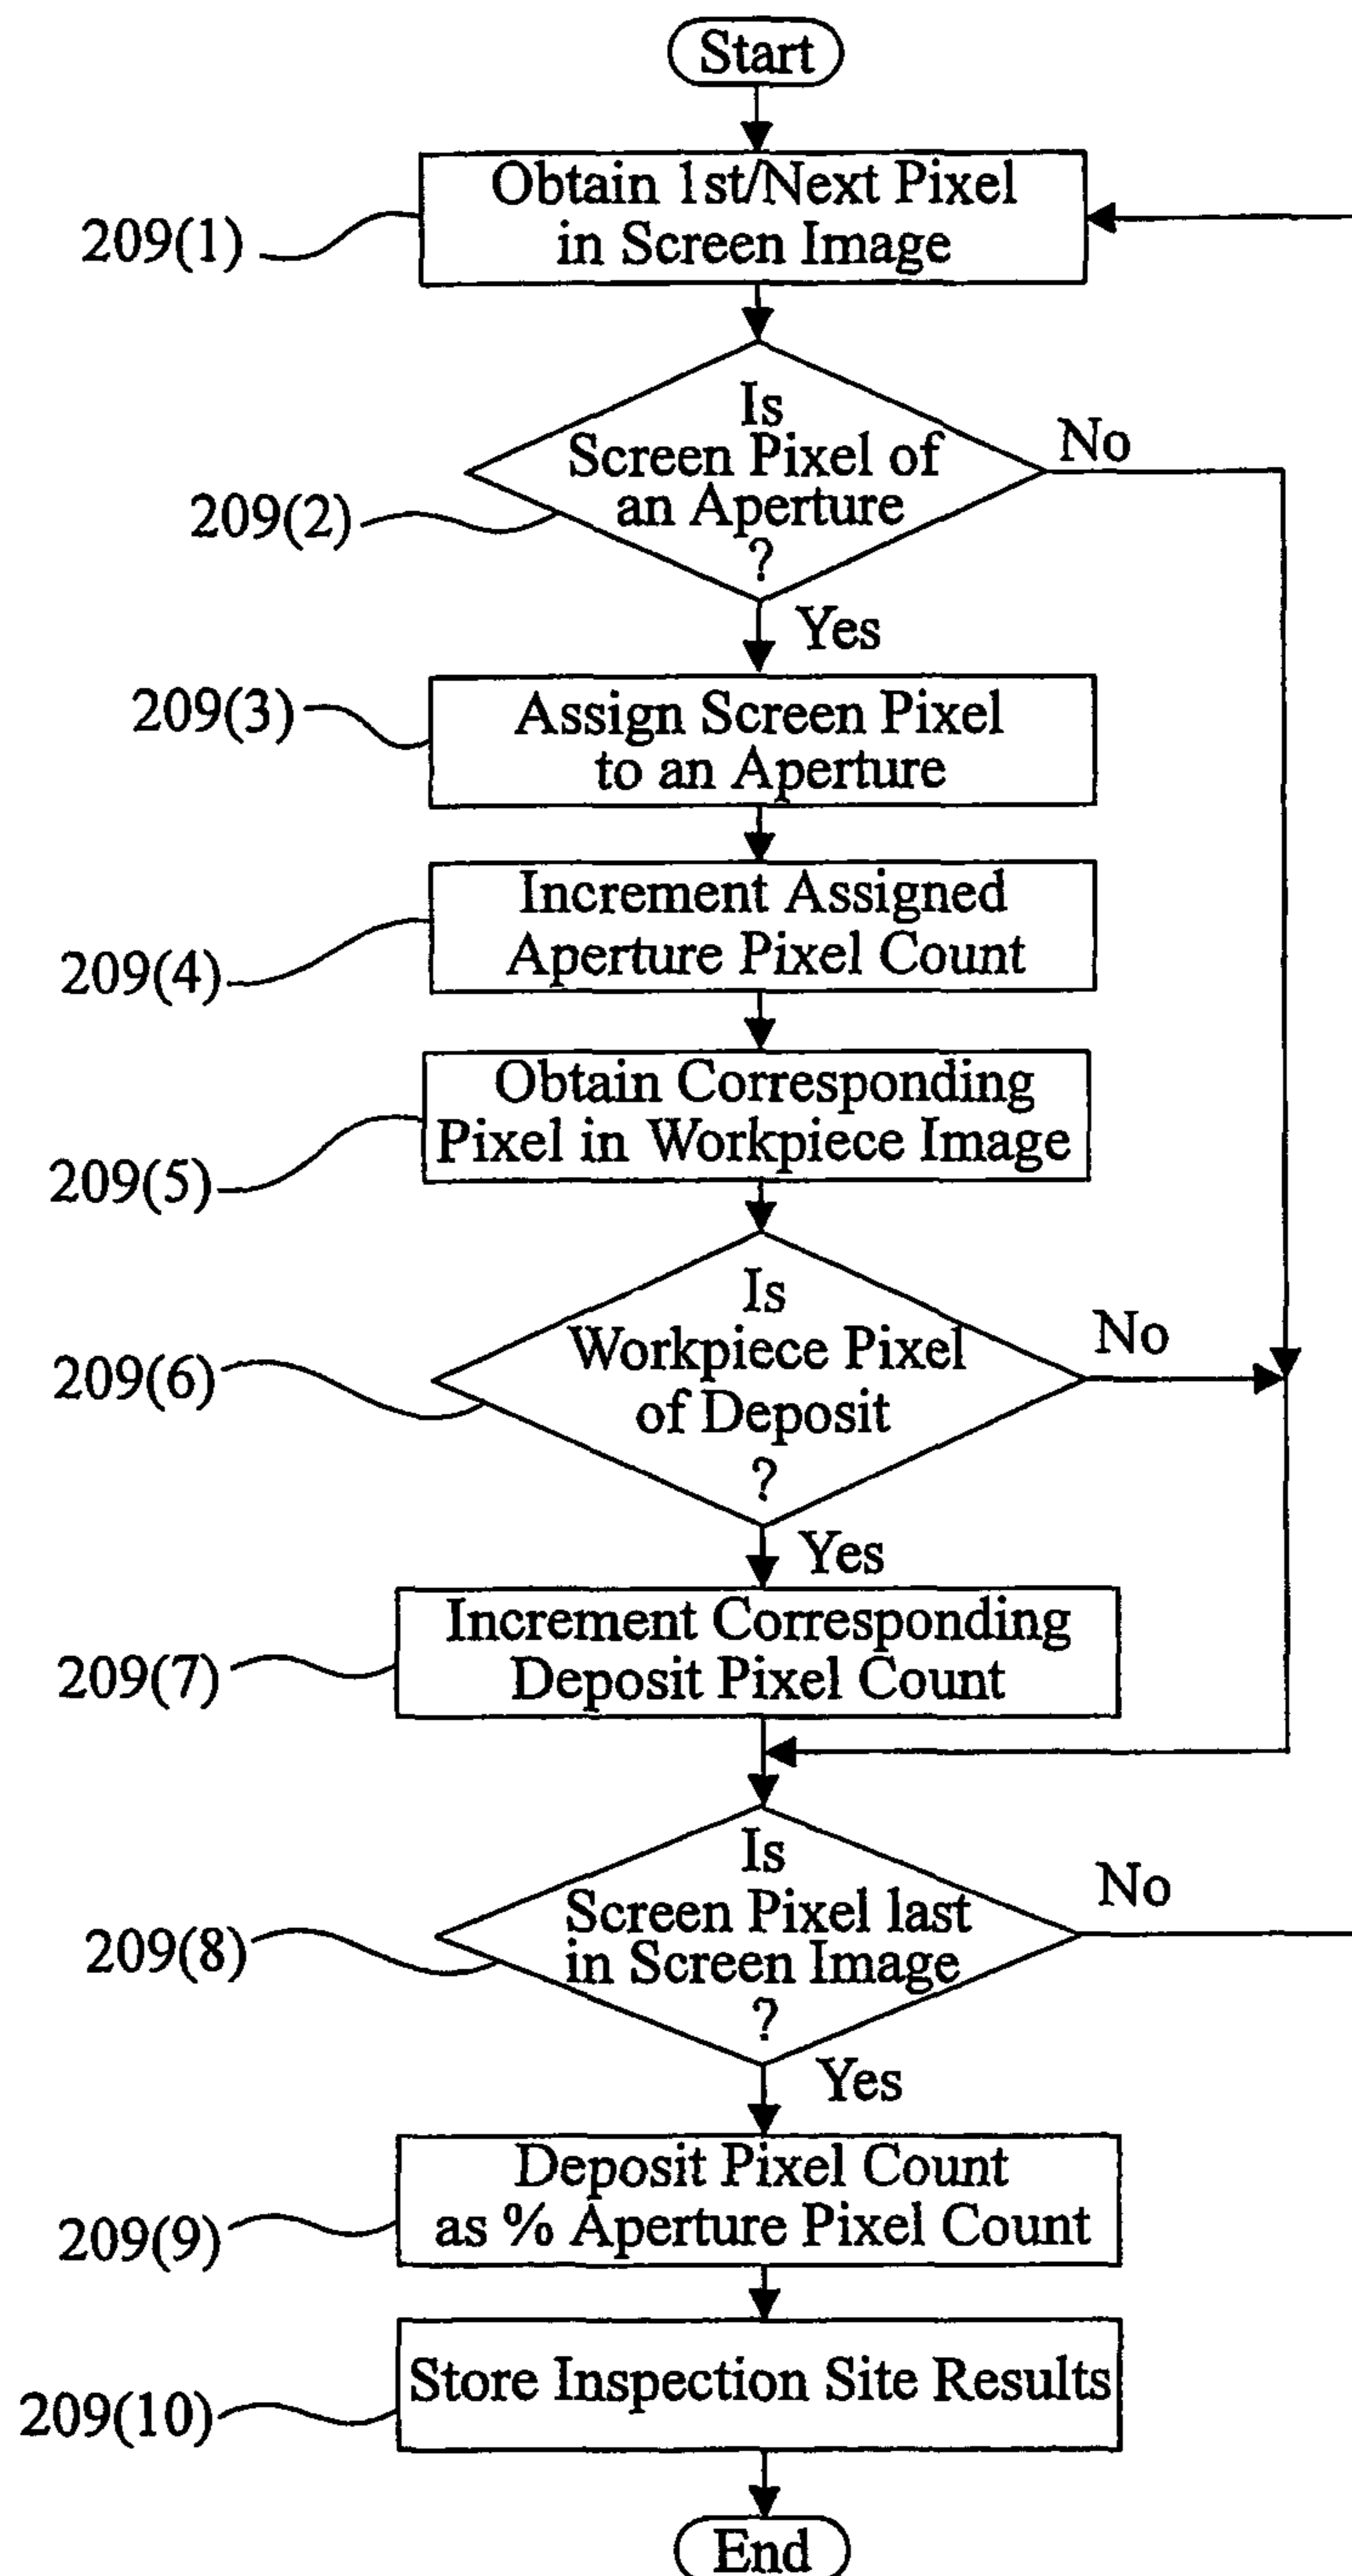 Start
Obtain 1st/Next Pixel
in Screen Image
209(1)
Is
Screen Pixel of
an Aperture
?
No
209(2)
Yes
Assign Screen Pixel
to an Aperture
209(3)
Increment Assigned
Aperture Pixel Count
209(4)
Obtain Corresponding
Pixel in Workpiece Image
209(5)
Is
Workpiece Pixel
of Deposit
?
No
209(6)
Yes
Increment Corresponding
Deposit Pixel Count
209(7)
Is
Screen Pixel last
in Screen Image
?
No
209(8)
Yes
Deposit Pixel Count
as % Aperture Pixel Count
209(9)
Store Inspection Site Results
209(10)
End